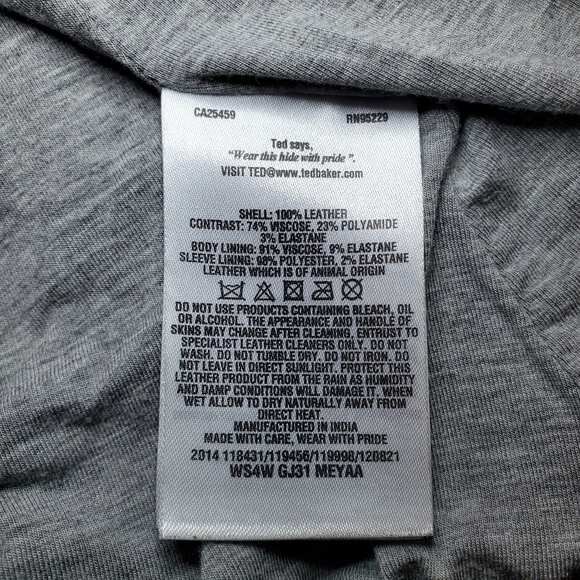 CA25459 RN95229
Ted says,
"Wear this hide with pride".
VISIT TED@www.tedbaker.com
SHELL: 100% LEATHER
CONTRAST: 74% VISCOSE, 23% POLYAMIDE
3% ELASTANE
BODY LINING: 91% VISCOSE, 9% ELASTANE
SLEEVE LINING: 98% POLYESTER, 2% ELASTANE
LEATHER WHICH IS OF ANIMAL ORIGIN
DO NOT USE PRODUCTS CONTAINING BLEACH, OIL
OR ALCOHOL. THE APPEARANCE AND HANDLE OF
SKINS MAY CHANGE AFTER CLEANING, ENTRUST TO
SPECIALIST LEATHER CLEANERS ONLY. DO NOT
WASH. DO NOT TUMBLE DRY. DO NOT IRON. DO
NOT LEAVE IN DIRECT SUNLIGHT. PROTECT THIS
LEATHER PRODUCT FROM THE RAIN AS HUMIDITY
AND DAMP CONDITIONS WILL DAMAGE IT. WHEN
WET ALLOW TO DRY NATURALLY AWAY FROM
DIRECT HEAT.
MANUFACTURED IN INDIA
MADE WITH CARE, WEAR WITH PRIDE
2014 118431/119456/119998/120821
WS4W GJ31 MEYAA